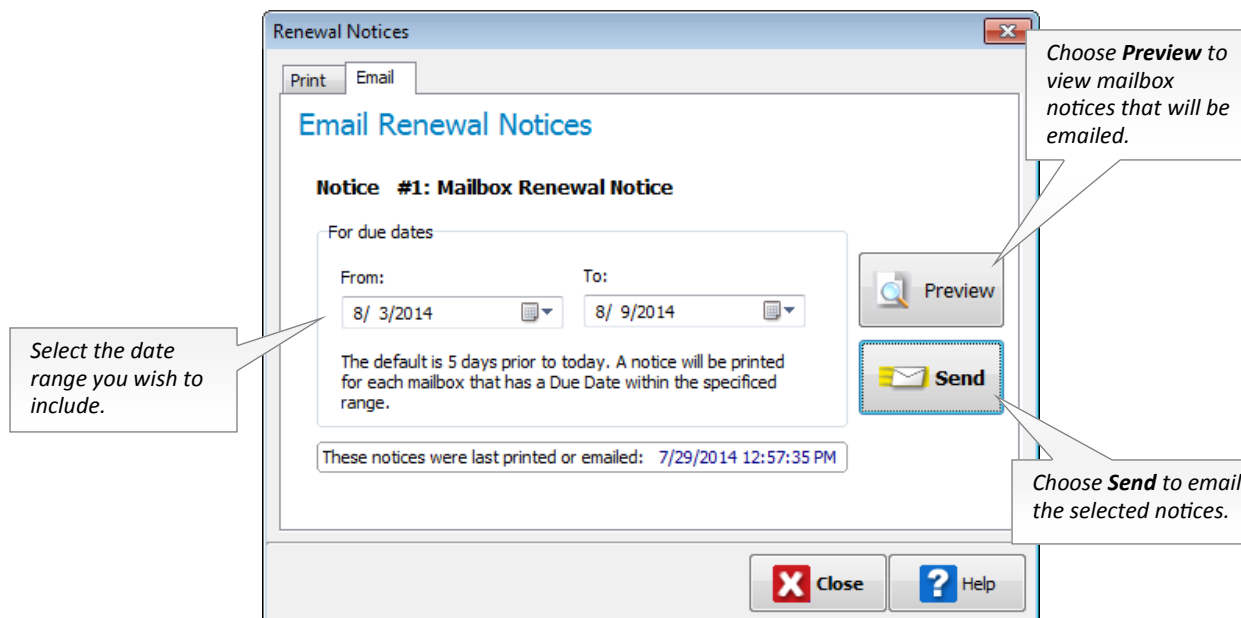 Renewal Notices
Choose Preview to
view mailbox
notices that will be
emailed.
Print
Email
Email Renewal Notices
Notice #1: Mailbox Renewal Notice
For due dates
From:
To:
8/ 3/2014
8/ 9/2014
Preview
Select the date
range you wish to
include.
The default is 5 days prior to today. A notice will be printed
for each mailbox that has a Due Date within the specificed
range.
Send
These notices were last printed or emailed: 7/29/2014 12:57:35 PM
Choose Send to email
the selected notices.
Close
Help